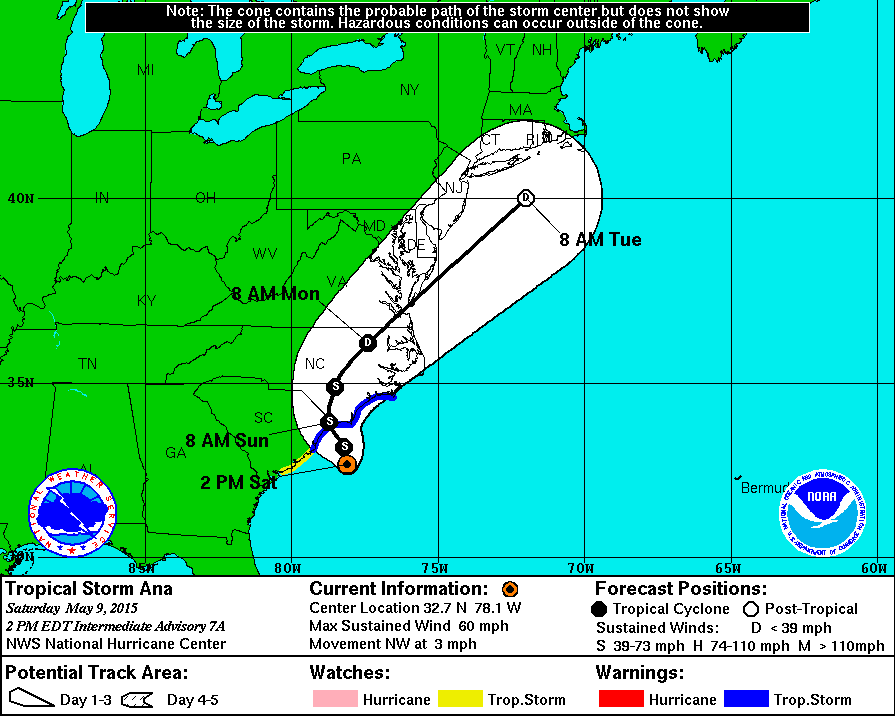 Note: The cone contains the probable path of the storm center but does not show
the size of the storm. Hazardous conditions can occur outside of the cone.
VT NH
MI
NY
MA
CT RI
PA
NJ
40N
IN OH
D
MD
8 AM Tue
DE
WV
VA
8 AM Mon
KY
D
TN
NC
35N
S
SC
S
8 AM Sun
GA
S
AL
2 PM Sat
NATIONAL WEATHER SERVICE
Bermu
NOAA
30N
85W 80W 75W 70W 65W 60W
Tropical Storm Ana
Saturday May 9, 2015
2 PM EDT Intermediate Advisory 7A
NWS National Hurricane Center
Current Information:
Center Location 32.7 N 78.1 W
Max Sustained Wind 60 mph
Movement NW at 3 mph
Forecast Positions:
Tropical Cyclone Post-Tropical
Sustained Winds: D < 39 mph
S 39-73 mph H 74-110 mph M > 110mph
Potential Track Area:
Day 1-3 Day 4-5
Watches:
Hurricane Trop.Storm
Warnings:
Hurricane Trop.Storm